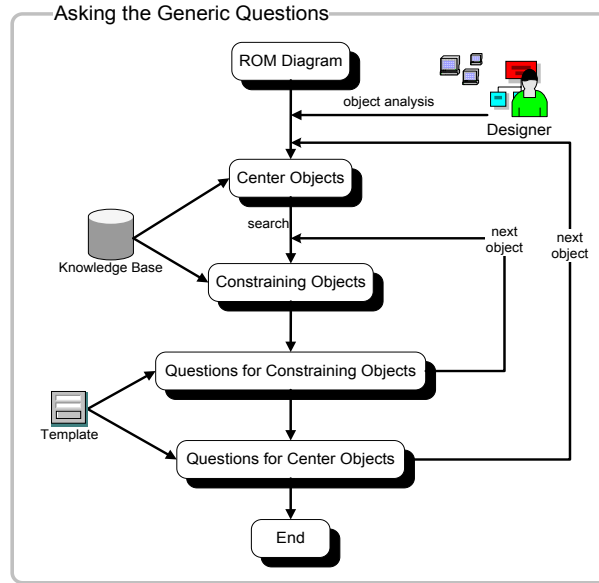 Asking the Generic Questions
ROM Diagram
object analysis
Designer
Center Objects
search
next
object
next
object
Knowledge Base
Constraining Objects
Questions for Constraining Objects
Template
Questions for Center Objects
End